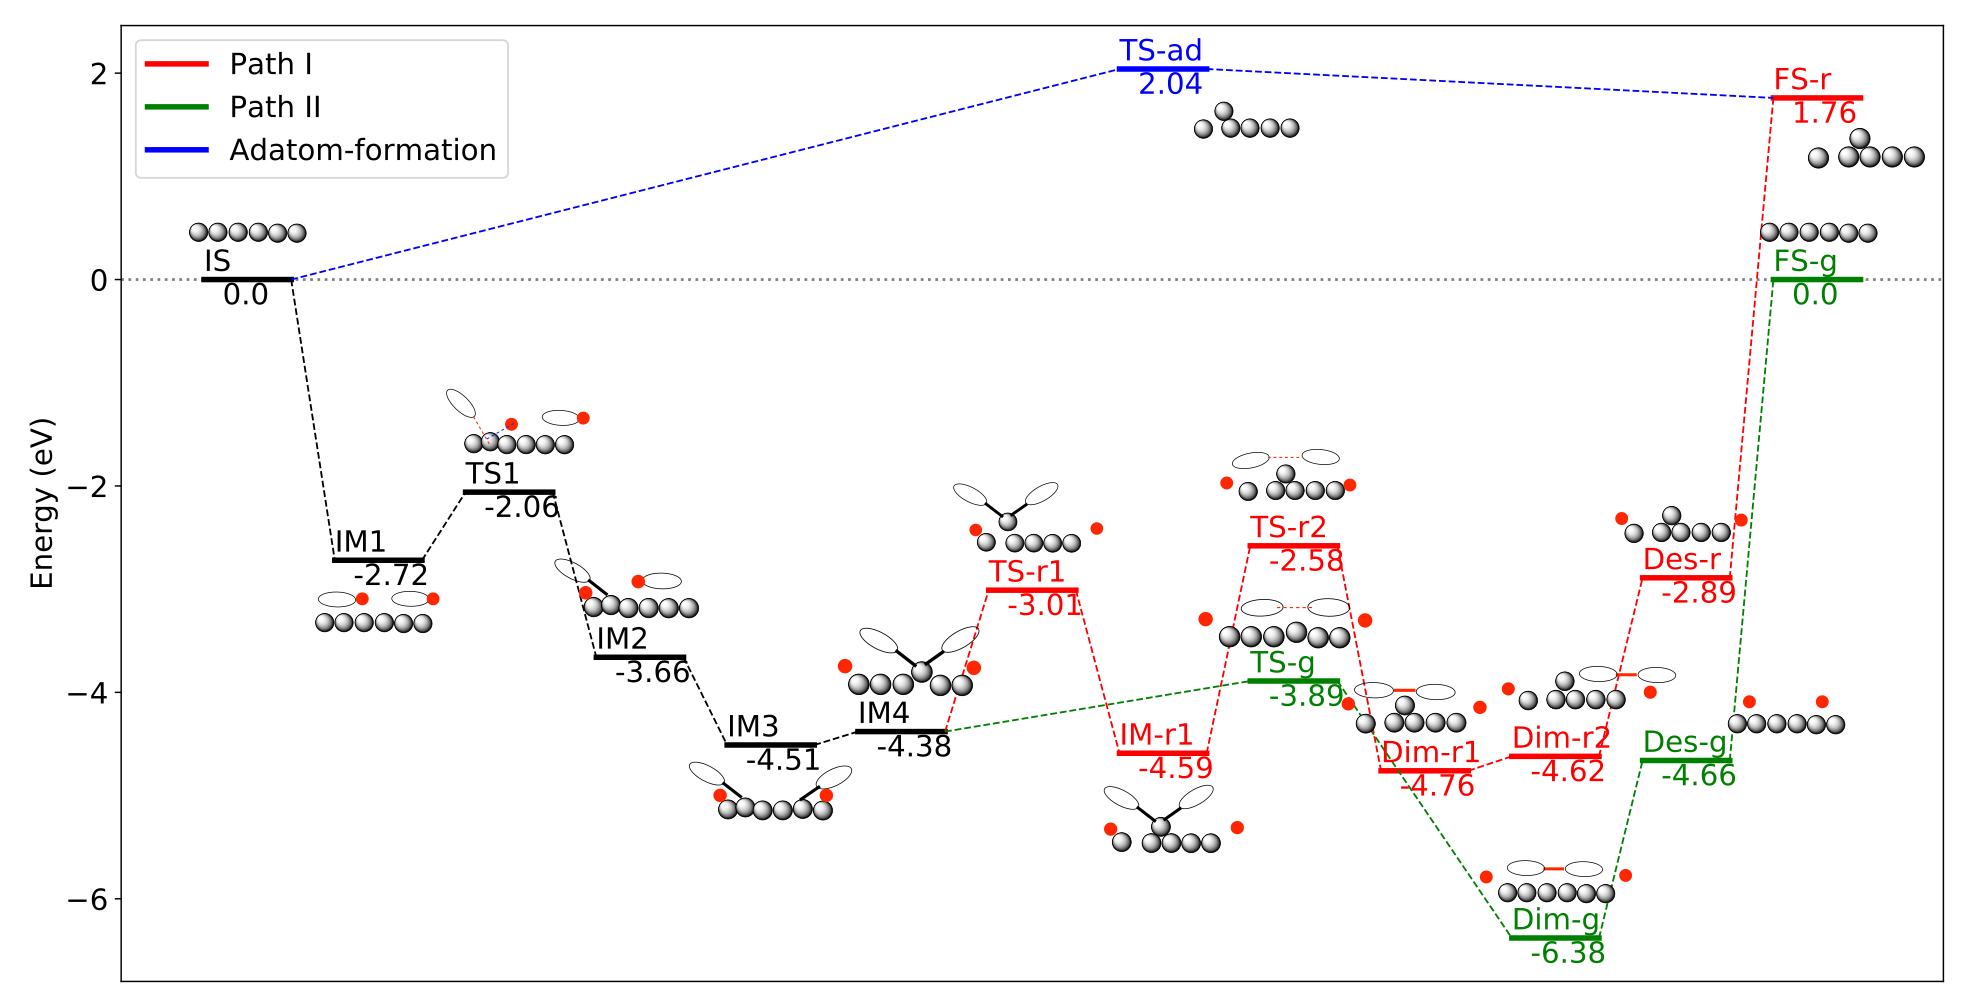 Path I
Path II
Adatom-formation
Energy (eV)
2
0
−2
−4
−6
IS
0.0
IM1
-2.72
TS1
-2.06
IM2
-3.66
IM3
-4.51
IM4
-4.38
TS-r1
-3.01
TS-ad
2.04
IM-r1
-4.59
TS-r2
-2.58
TS-g
-3.89
Dim-r1
-4.76
Dim-r2
-4.62
Dim-g
-6.38
Des-r
-2.89
Des-g
-4.66
FS-r
1.76
FS-g
0.0